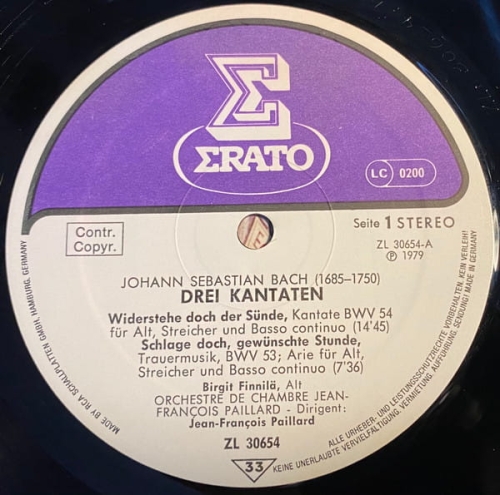 Σ
ΣRATO
LC 0200
Contr.
Copyr.
Seite 1 STEREO
ZL 30654-A
Ⓟ 1979
JOHANN SEBASTIAN BACH (1685–1750)
DREI KANTATEN
Widerstehe doch der Sünde, Kantate BWV 54
für Alt, Streicher und Basso continuo (14'45)
Schlage doch, gewünschte Stunde,
Trauermusik, BWV 53; Arie für Alt,
Streicher und Basso continuo (7'36)
Birgit Finnilä, Alt
ORCHESTRE DE CHAMBRE JEAN-
FRANÇOIS PAILLARD - Dirigent:
Jean-François Paillard
ZL 30654
33
MADE BY RCA SCHALLPLATTEN GMBH, HAMBURG, GERMANY
ALLE URHEBER- UND LEISTUNGSSCHUTZRECHTE VORBEHALTEN. KEIN VERLEIH!
KEINE UNERLAUBTE VERVIELFÄLTIGUNG, VERMIETUNG, AUFFÜHRUNG, SENDUNG! MADE IN GERMANY